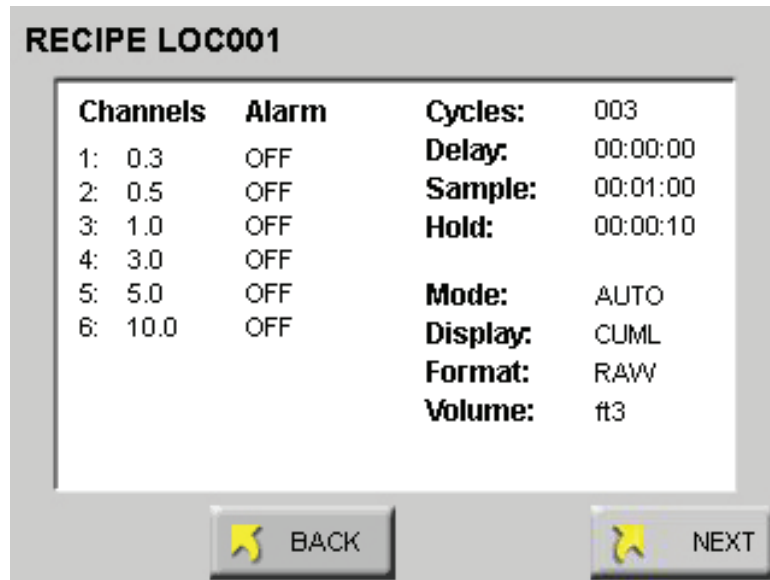 RECIPE LOC001
Channels Alarm
1: 0.3 OFF
2: 0.5 OFF
3: 1.0 OFF
4: 3.0 OFF
5: 5.0 OFF
6: 10.0 OFF
Cycles: 003
Delay: 00:00:00
Sample: 00:01:00
Hold: 00:00:10
Mode: AUTO
Display: CUML
Format: RAW
Volume: ft3
BACK
NEXT